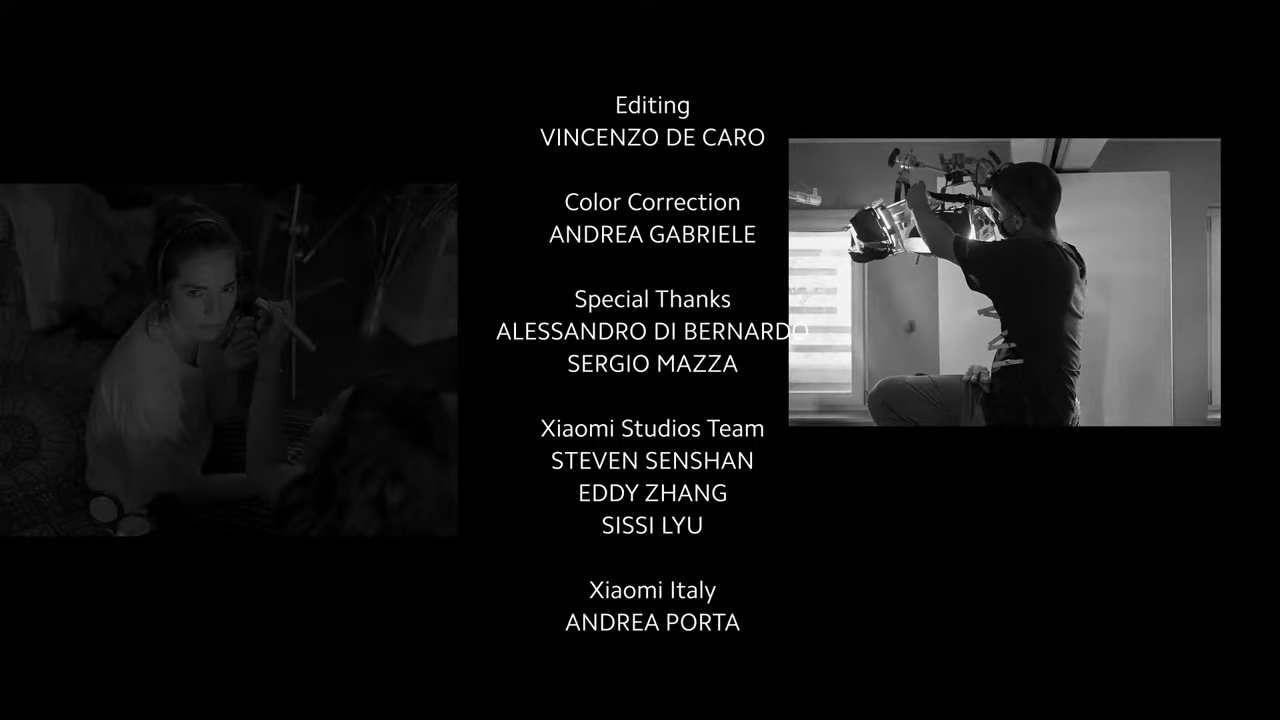 Editing
VINCENZO DE CARO
Color Correction
ANDREA GABRIELE
Special Thanks
ALESSANDRO DI BERNARDO
SERGIO MAZZA
Xiaomi Studios Team
STEVEN SENSHAN
EDDY ZHANG
SISSI LYU
Xiaomi Italy
ANDREA PORTA